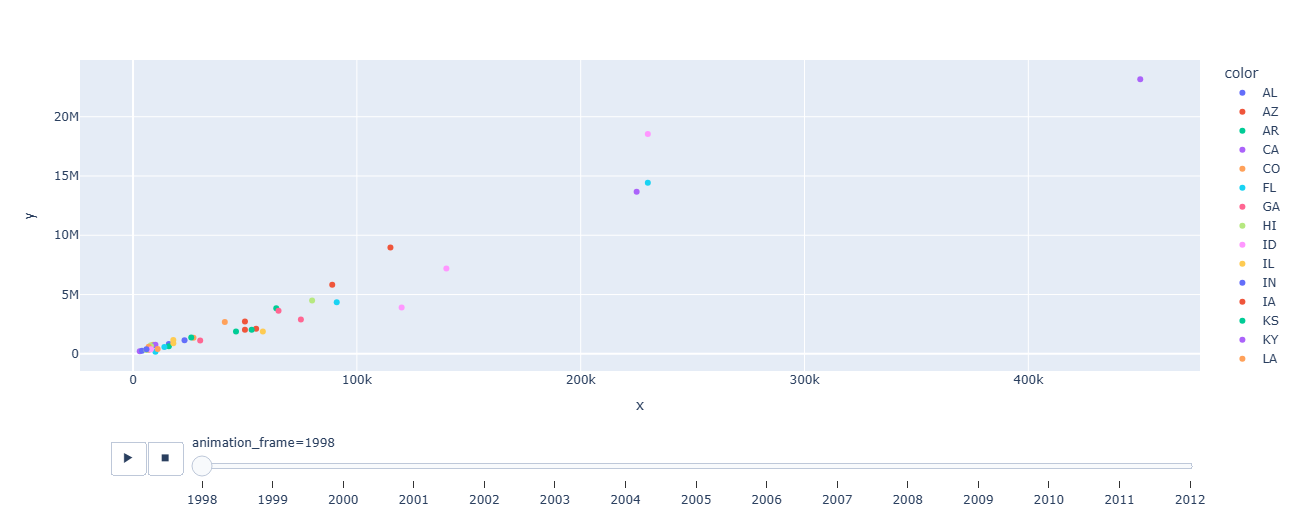 color
AL
AZ
AR
CA
CO
FL
GA
HI
ID
IL
IN
IA
KS
KY
LA
20M
15M
10M
5M
0
y
0 100k 200k 300k 400k
x
animation_frame=1998
1998 1999 2000 2001 2002 2003 2004 2005 2006 2007 2008 2009 2010 2011 2012